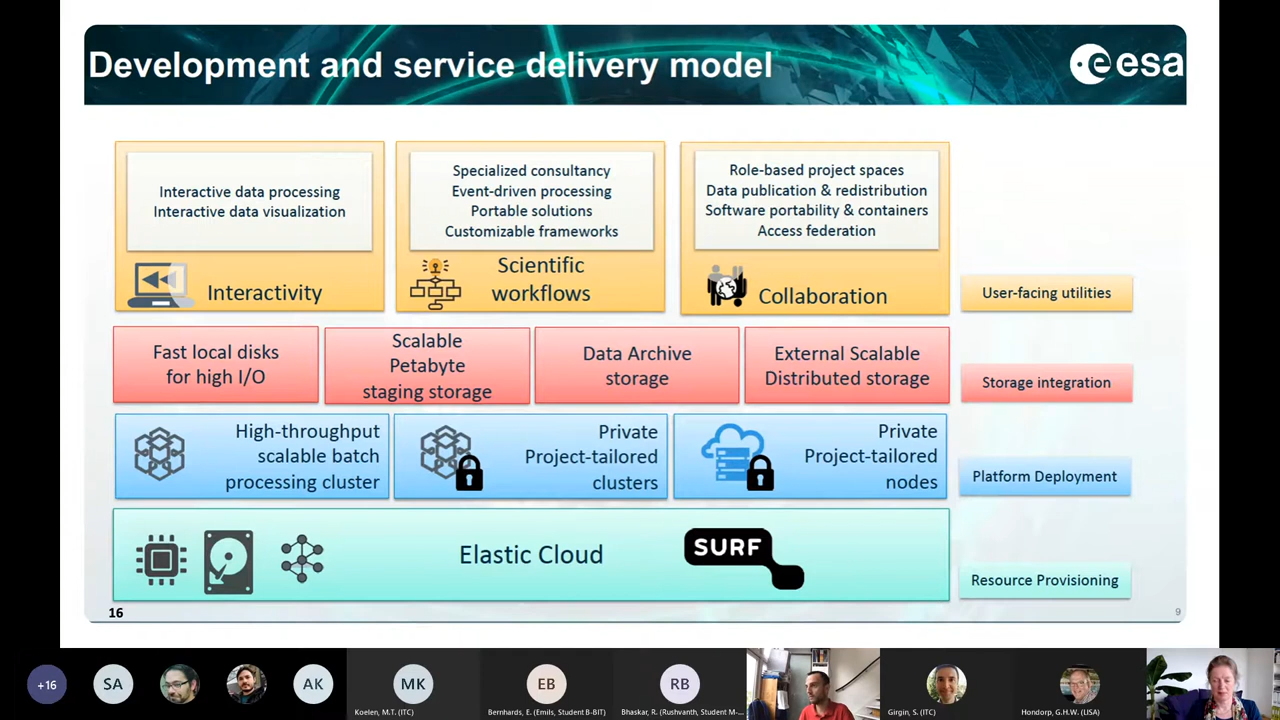 Development and service delivery model
esa
Interactive data processing
Interactive data visualization
Interactivity
Specialized consultancy
Event-driven processing
Portable solutions
Customizable frameworks
Scientific
workflows
Role-based project spaces
Data publication & redistribution
Software portability & containers
Access federation
Collaboration
User-facing utilities
Fast local disks
for high I/O
Scalable
Petabyte
staging storage
Data Archive
storage
External Scalable
Distributed storage
Storage integration
High-throughput
scalable batch
processing cluster
Private
Project-tailored
clusters
Private
Project-tailored
nodes
Platform Deployment
Elastic Cloud
SURF
Resource Provisioning
16
9
+16
SA
AK
MK
Koelen, M.T. (ITC)
EB
Bernhards, E. (Emils, Student B-BIT)
RB
Bhaskar, R. (Rushvanth, Student M-...
Girgin, S. (ITC)
Hondorp, G.H.W. (LISA)